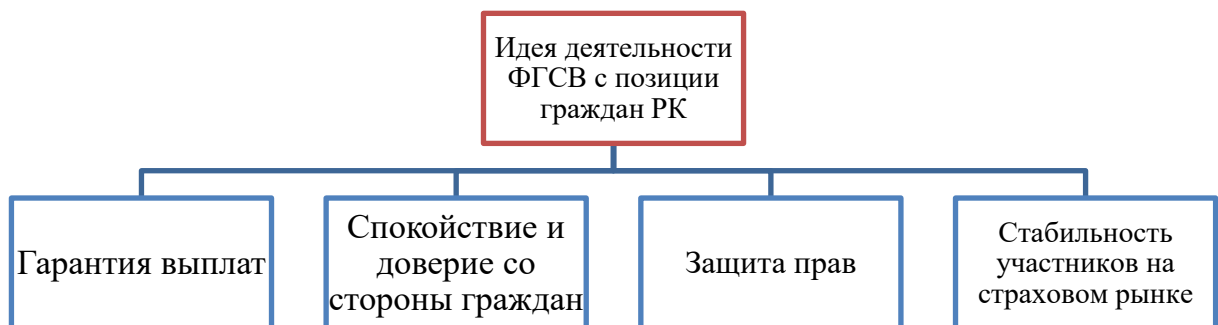 Идея деятельности
ФГСВ с позиции
граждан РК
Гарантия выплат
Спокойствие и
доверие со
стороны граждан
Защита прав
Стабильность
участников на
страховом рынке